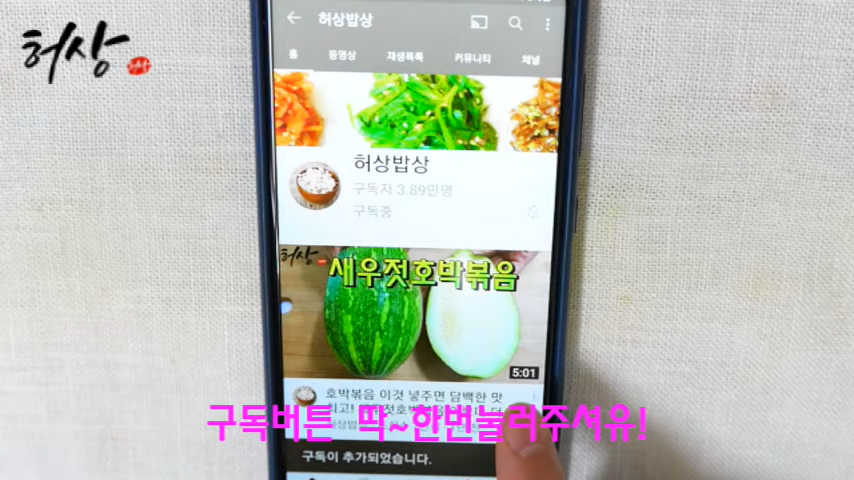 허상
허상밥상
홈 동영상 재생목록 커뮤니티 채널
허상밥상
구독자 3.89만명
구독중
허상
새우젓호박볶음
5:01
호박볶음 이것 넣주면 담백한 맛
구독버튼 딱~한번눌러주셔유!
구독이 추가되었습니다.